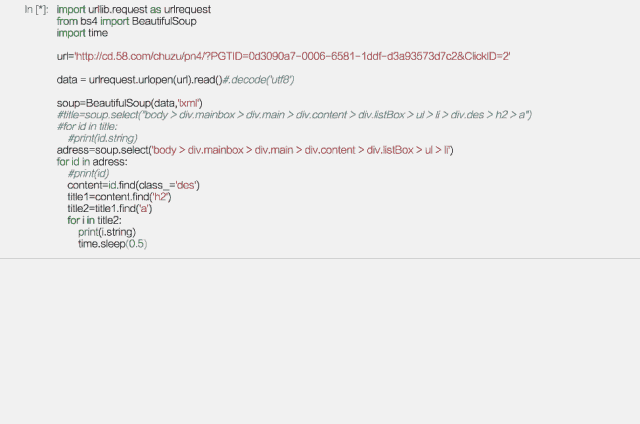 In [*]: import urllib.request as urlrequest
from bs4 import BeautifulSoup
import time
url='http://cd.58.com/chuzu/pn4/?PGTID=0d3090a7-0006-6581-1ddf-d3a93573d7c2&ClickID=2'
data = urlrequest.urlopen(url).read()#.decode('utf8')
soup=BeautifulSoup(data,'lxml')
#title=soup.select("body > div.mainbox > div.main > div.content > div.listBox > ul > li > div.des > h2 > a")
#for id in title:
#print(id.string)
adress=soup.select('body > div.mainbox > div.main > div.content > div.listBox > ul > li')
for id in adress:
#print(id)
content=id.find(class_='des')
title1=content.find('h2')
title2=title1.find('a')
for i in title2:
print(i.string)
time.sleep(0.5)